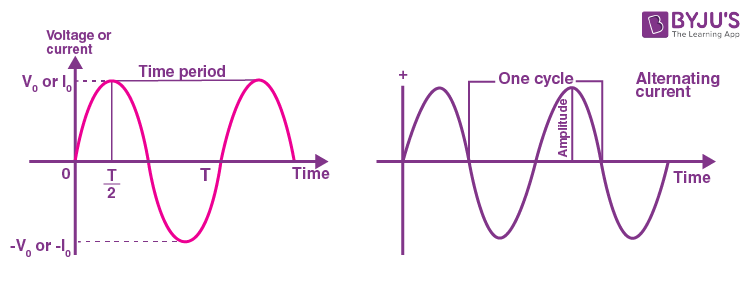 BYJU'S
The Learning App
Voltage or
current
V₀ or I₀
Time period
0
T
2
T
Time
-V₀ or -I₀
+
One cycle
Amplitude
Alternating
current
Time